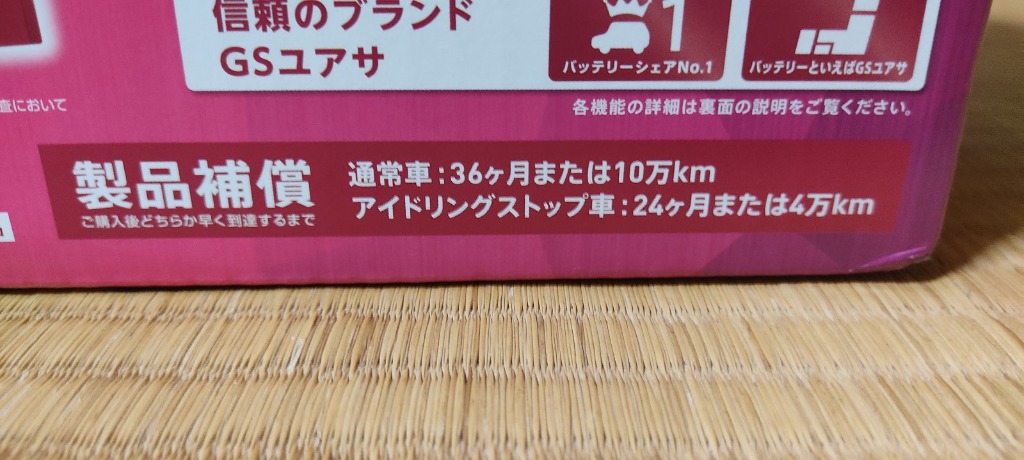 信頼のブランド
GSユアサ
1
バッテリーシェアNo.1
バッテリーといえばGSユアサ
査において
各機能の詳細は裏面の説明をご覧ください。
製品補償
ご購入後どちらか早く到達するまで
通常車:36ヶ月または10万km
アイドリングストップ車:24ヶ月または4万km